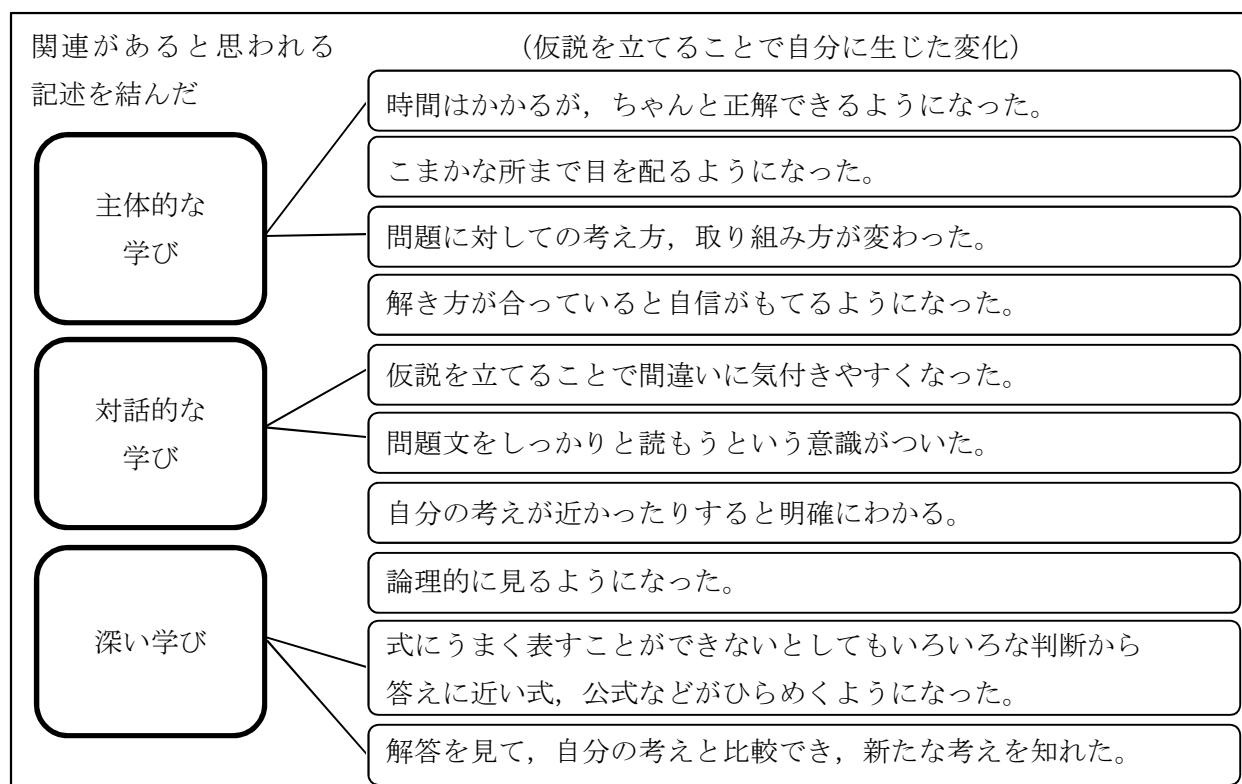 関連があると思われる
記述を結んだ
（仮説を立てることで自分に生じた変化）
時間はかかるが，ちゃんと正解できるようになった。
こまかな所まで目を配るようになった。
主体的な
学び
問題に対しての考え方，取り組み方が変わった。
解き方が合っていると自信がもてるようになった。
仮説を立てることで間違いに気付きやすくなった。
対話的な
学び
問題文をしっかりと読もうという意識がついた。
自分の考えが近かったりすると明確にわかる。
論理的に見るようになった。
深い学び
式にうまく表すことができないとしてもいろいろな判断から
答えに近い式，公式などがひらめくようになった。
解答を見て，自分の考えと比較でき，新たな考えを知れた。